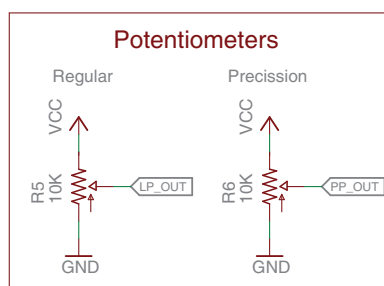 Potentiometers
Regular
Precission
VCC
VCC
R5
10K
LP_OUT
R6
10K
PP_OUT
GND
GND